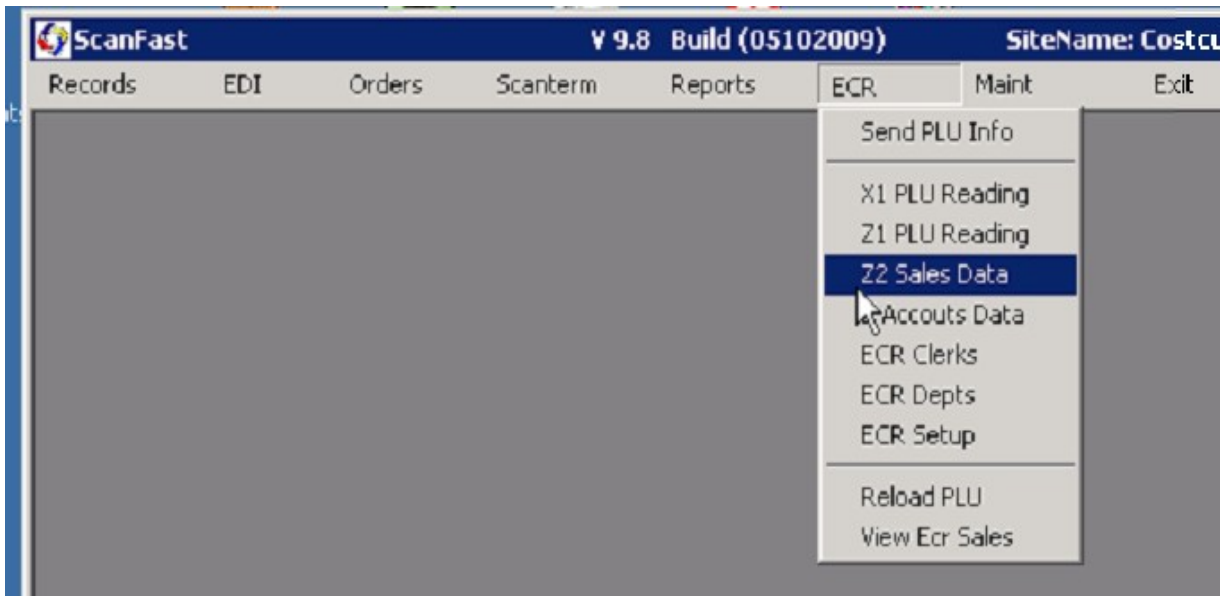 ScanFast V 9.8 Build (05102009) SiteName: Costcu
Records EDI Orders Scanterm Reports ECR Maint Exit
Send PLU Info
X1 PLU Reading
Z1 PLU Reading
Z2 Sales Data
Accouts Data
ECR Clerks
ECR Depts
ECR Setup
Reload PLU
View Ecr Sales